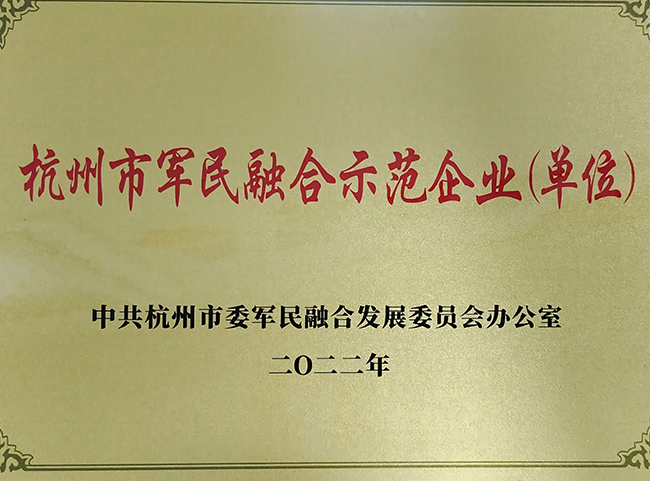 杭州市军民融合示范企业(单位)
中共杭州市委军民融合发展委员会办公室
二〇二二年